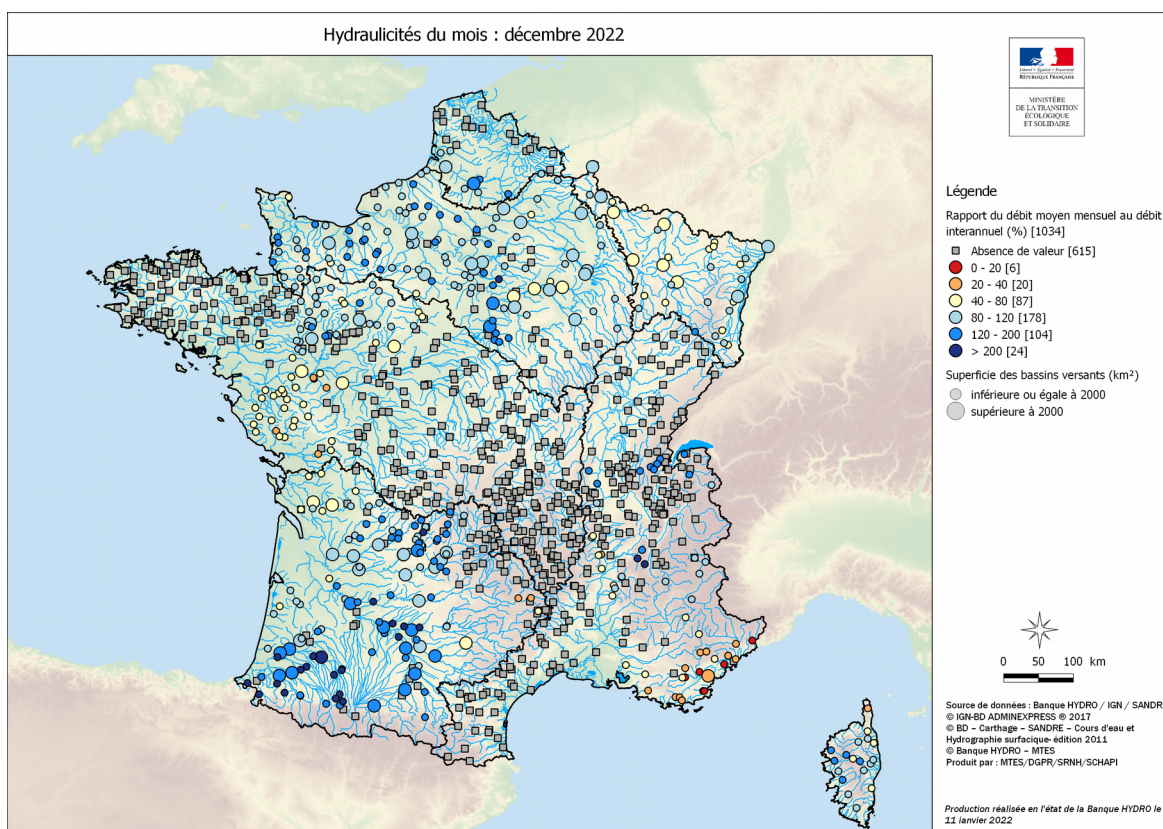 Hydraulicités du mois : décembre 2022
Liberté • Égalité • Fraternité
RÉPUBLIQUE FRANÇAISE
MINISTÈRE
DE LA TRANSITION
ÉCOLOGIQUE
ET SOLIDAIRE
Légende
Rapport du débit moyen mensuel au débit
interannuel (%) [1034]
Absence de valeur [615]
0 - 20 [6]
20 - 40 [20]
40 - 80 [87]
80 - 120 [178]
120 - 200 [104]
> 200 [24]
Superficie des bassins versants (km²)
inférieure ou égale à 2000
supérieure à 2000
0 50 100 km
Source de données : Banque HYDRO / IGN / SANDRE
© IGN-BD ADMINEXPRESS ® 2017
© BD – Carthage – SANDRE – Cours d'eau et
Hydrographie surfacique- édition 2011
© Banque HYDRO – MTES
Produit par : MTES/DGPR/SRNH/SCHAPI
Production réalisée en l'état de la Banque HYDRO le
11 janvier 2022